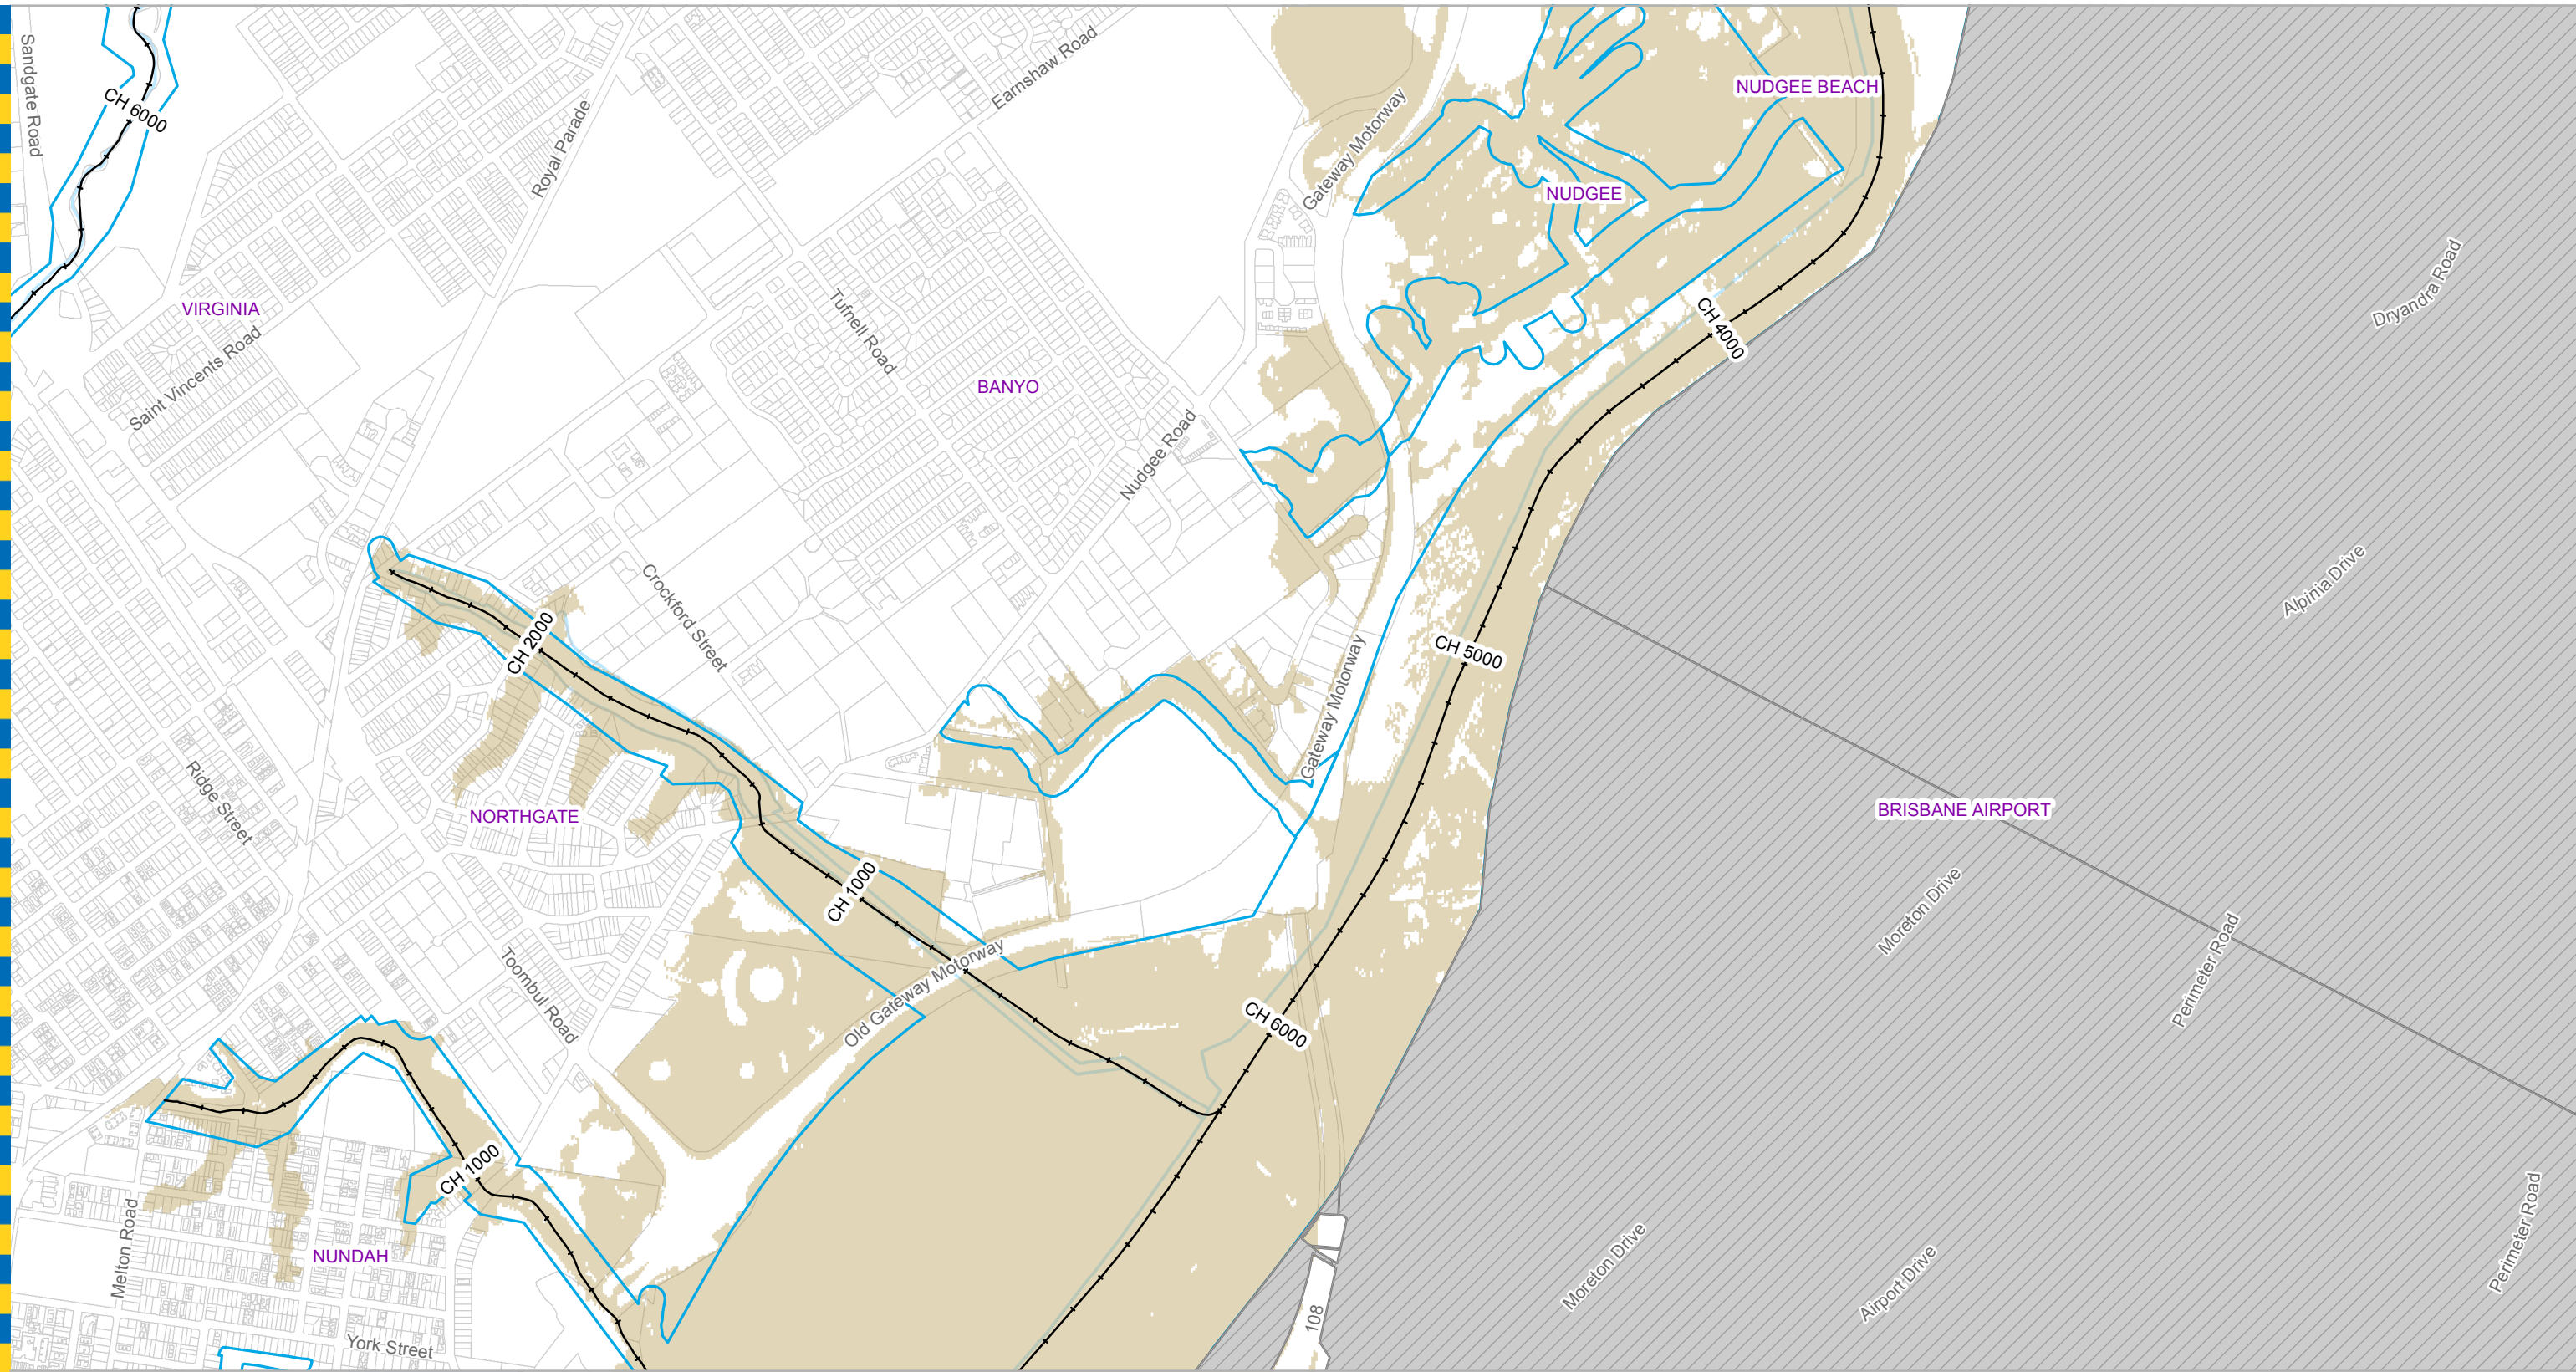 Sandgate Road
CH 6000
Royal Parade
Earnshaw Road
Gateway Motorway
NUDGEE BEACH
NUDGEE
Dryandra Road
VIRGINIA
Saint Vincents Road
Tufnell Road
BANYO
CH 4000
Nudgee Road
Alpinia Drive
Crockford Street
CH 2000
CH 5000
Gateway Motorway
Ridge Street
NORTHGATE
BRISBANE AIRPORT
CH 1000
Moreton Drive
Perimeter Road
Toombul Road
Old Gateway Motorway
CH 6000
CH 1000
Melton Road
NUNDAH
York Street
Moreton Drive
Airport Drive
Perimeter Road
108